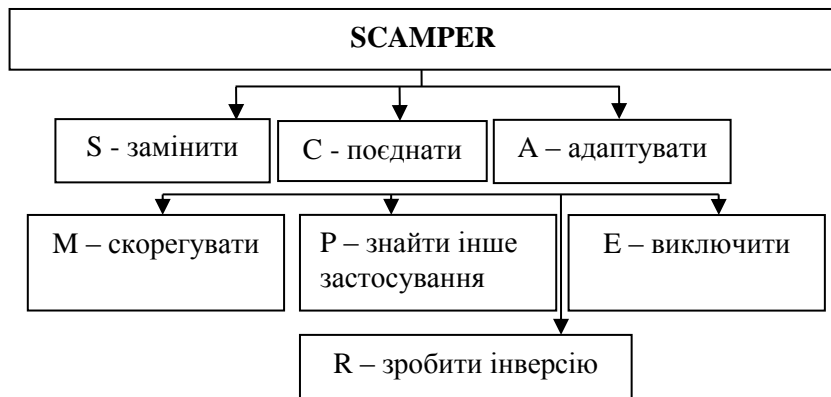 SCAMPER
S - замінити
С - поєднати
А – адаптувати
М – скорегувати
Р – знайти інше
застосування
Е – виключити
R – зробити інверсію